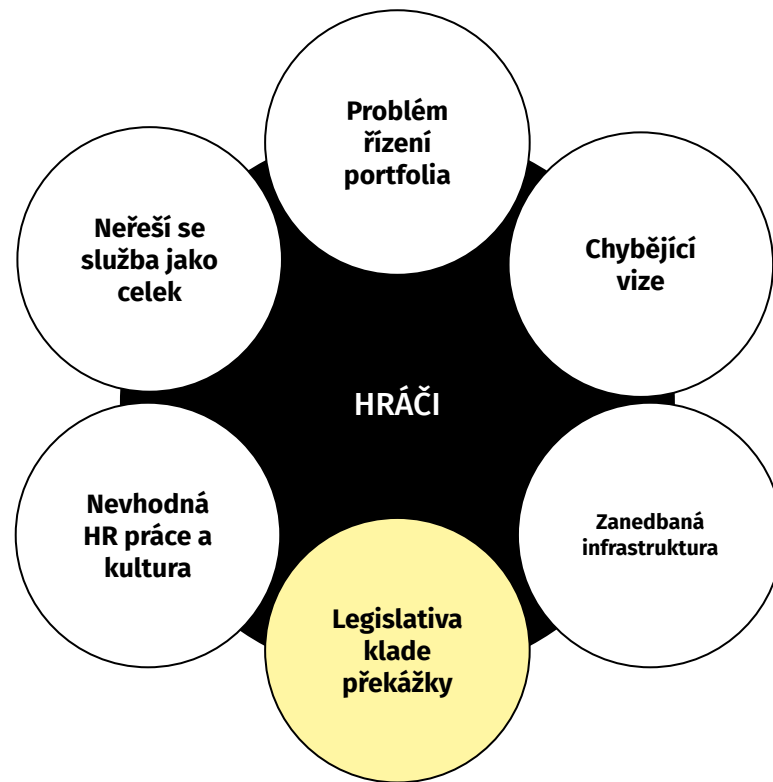 Problém
řízení
portfolia
Neřeší se
služba jako
celek
Chybějící
vize
HRÁČI
Nevhodná
HR práce a
kultura
Zanedbaná
infrastruktura
Legislativa
klade
překážky